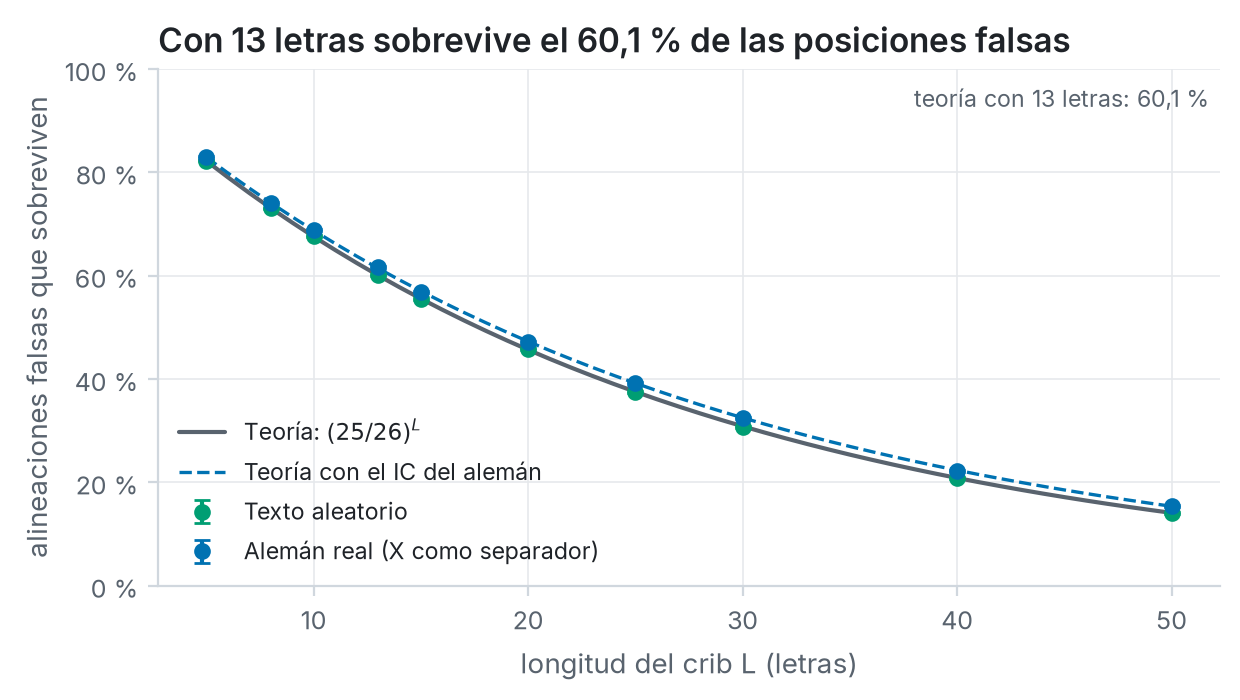 Con 13 letras sobrevive el 60,1 % de las posiciones falsas
teoría con 13 letras: 60,1 %
alineaciones falsas que sobreviven
100 %
80 %
60 %
40 %
20 %
0 %
Teoría: (25/26)^L
Teoría con el IC del alemán
Texto aleatorio
Alemán real (X como separador)
10 20 30 40 50
longitud del crib L (letras)